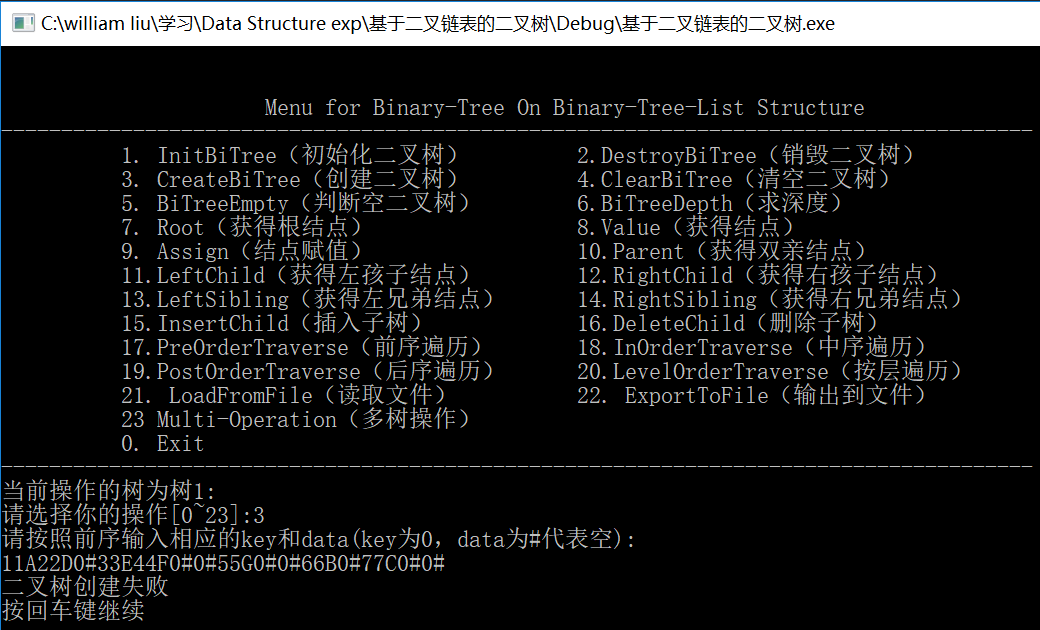 C:\william liu\学习\Data Structure exp\基于二叉链表的二叉树\Debug\基于二叉链表的二叉树.exe
Menu for Binary-Tree On Binary-Tree-List Structure
1. InitBiTree（初始化二叉树） 2.DestroyBiTree（销毁二叉树）
3. CreateBiTree（创建二叉树） 4.ClearBiTree（清空二叉树）
5. BiTreeEmpty（判断空二叉树） 6.BiTreeDepth（求深度）
7. Root（获得根结点） 8.Value（获得结点）
9. Assign（结点赋值） 10.Parent（获得双亲结点）
11.LeftChild（获得左孩子结点） 12.RightChild（获得右孩子结点）
13.LeftSibling（获得左兄弟结点） 14.RightSibling（获得右兄弟结点）
15.InsertChild（插入子树） 16.DeleteChild（删除子树）
17.PreOrderTraverse（前序遍历） 18.InOrderTraverse（中序遍历）
19.PostOrderTraverse（后序遍历） 20.LevelOrderTraverse（按层遍历）
21. LoadFromFile（读取文件） 22. ExportToFile（输出到文件）
23 Multi-Operation（多树操作）
0. Exit
当前操作的树为树1:
请选择你的操作[0~23]:3
请按照前序输入相应的key和data(key为0，data为#代表空):
11A22D0#33E44F0#0#55G0#0#66B0#77C0#0#
二叉树创建失败
按回车键继续